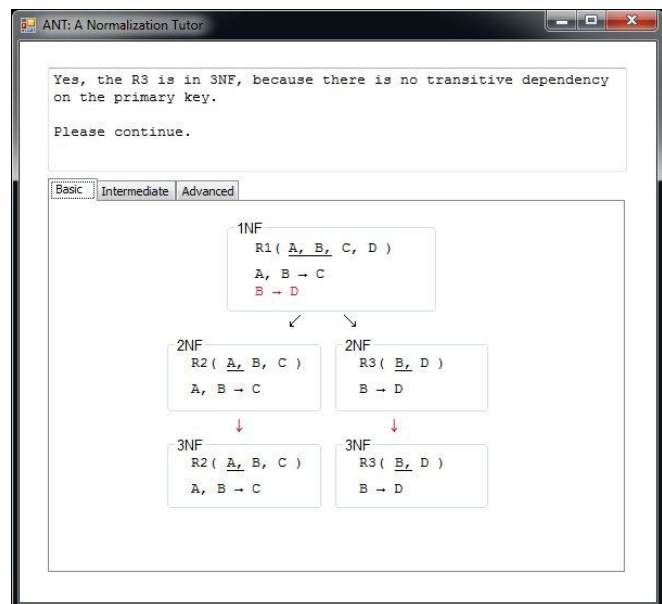 ANT: A Normalization Tutor
Yes, the R3 is in 3NF, because there is no transitive dependency
on the primary key.
Please continue.
Basic Intermediate Advanced
1NF
R1 ( A, B, C, D )
A, B → C
B → D
2NF
R2 ( A, B, C )
A, B → C
2NF
R3 ( B, D )
B → D
3NF
R2 ( A, B, C )
A, B → C
3NF
R3 ( B, D )
B → D